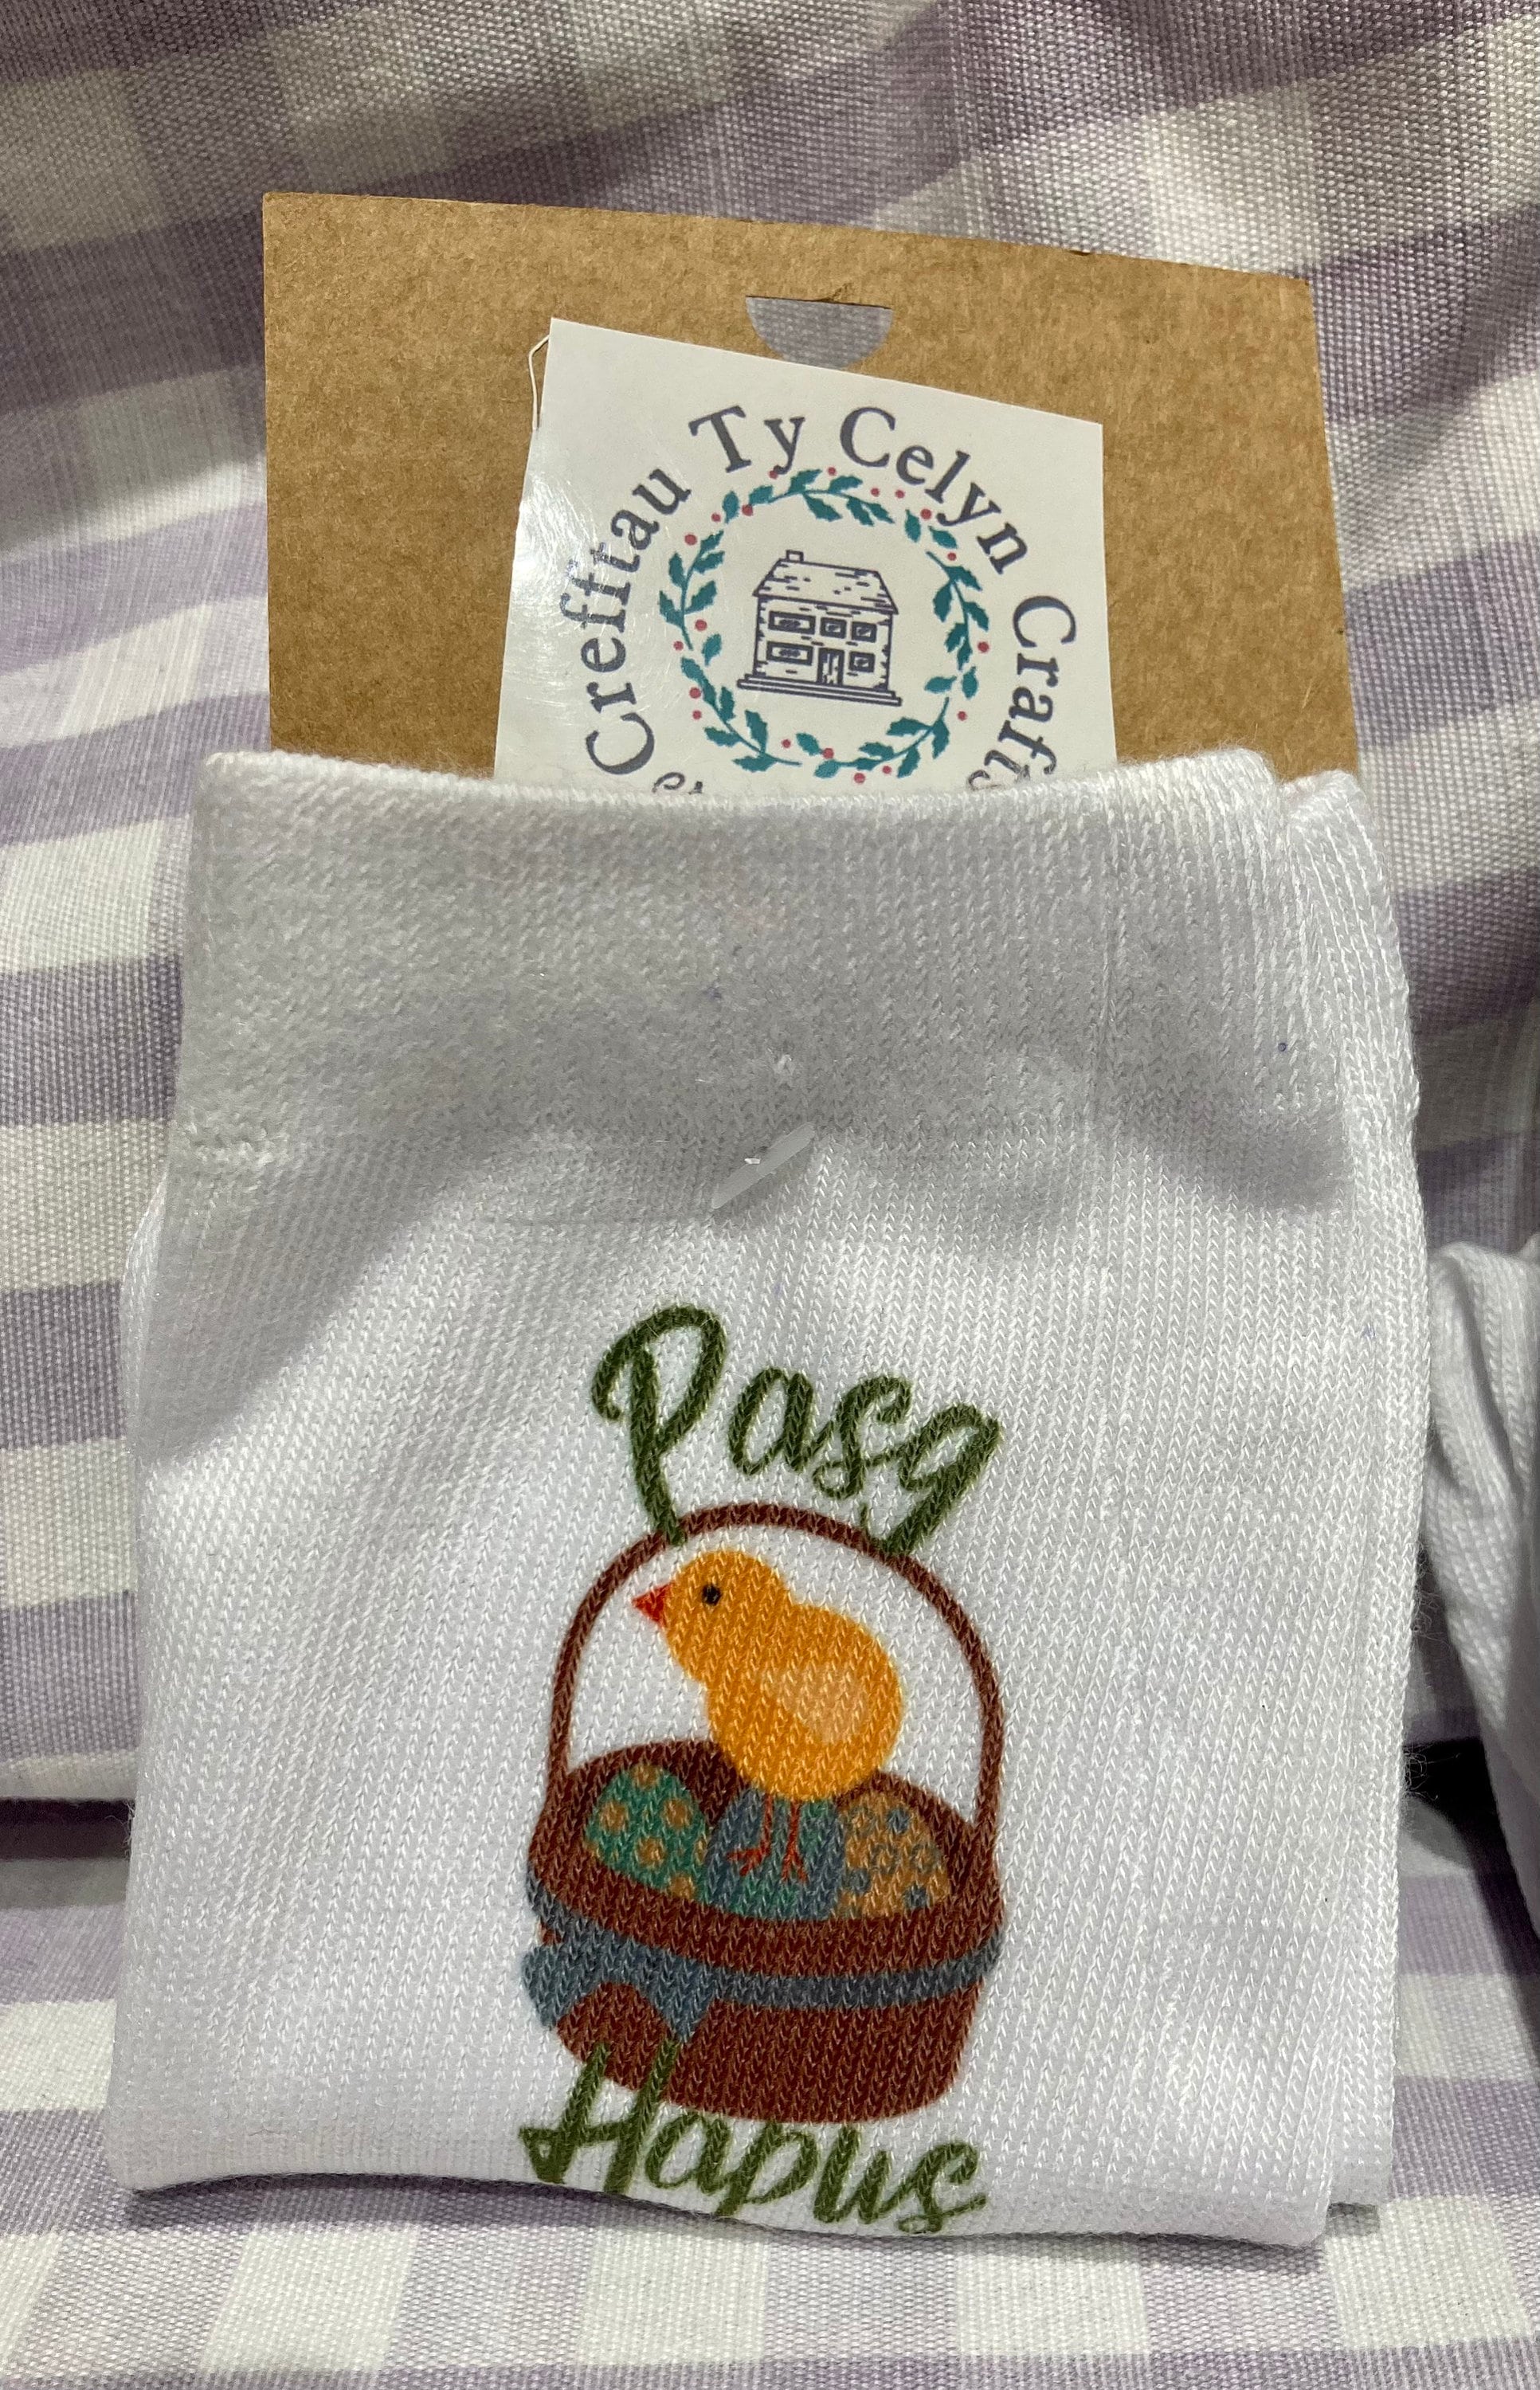 Crefftau Ty Celyn Crafts
Pasg
Hapus